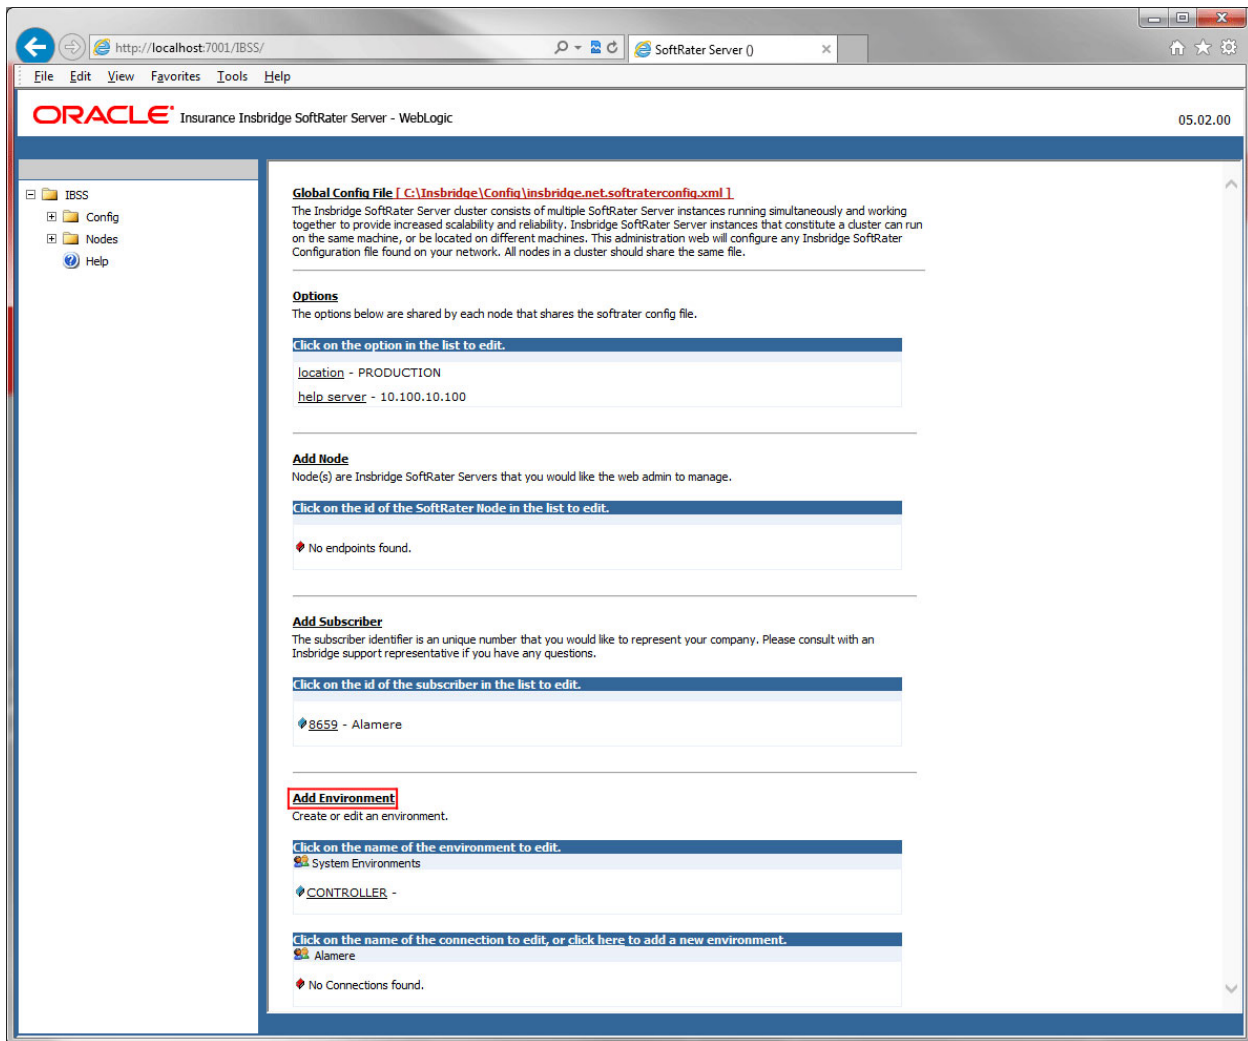 http://localhost:7001/IBSS/
SoftRater Server ()
File Edit View Favorites Tools Help
ORACLE Insurance Insbridge SoftRater Server - WebLogic
05.02.00
IBSS
Config
Nodes
Help
Global Config File [ C:\Insbridge\Config\insbridge.net.softraterconfig.xml ]
The Insbridge SoftRater Server cluster consists of multiple SoftRater Server instances running simultaneously and working
together to provide increased scalability and reliability. Insbridge SoftRater Server instances that constitute a cluster can run
on the same machine, or be located on different machines. This administration web will configure any Insbridge SoftRater
Configuration file found on your network. All nodes in a cluster should share the same file.
Options
The options below are shared by each node that shares the softrater config file.
Click on the option in the list to edit.
location - PRODUCTION
help server - 10.100.10.100
Add Node
Node(s) are Insbridge SoftRater Servers that you would like the web admin to manage.
Click on the id of the SoftRater Node in the list to edit.
No endpoints found.
Add Subscriber
The subscriber identifier is an unique number that you would like to represent your company. Please consult with an
Insbridge support representative if you have any questions.
Click on the id of the subscriber in the list to edit.
8659 - Alamere
Add Environment
Create or edit an environment.
Click on the name of the environment to edit.
System Environments
CONTROLLER -
Click on the name of the connection to edit, or click here to add a new environment.
Alamere
No Connections found.